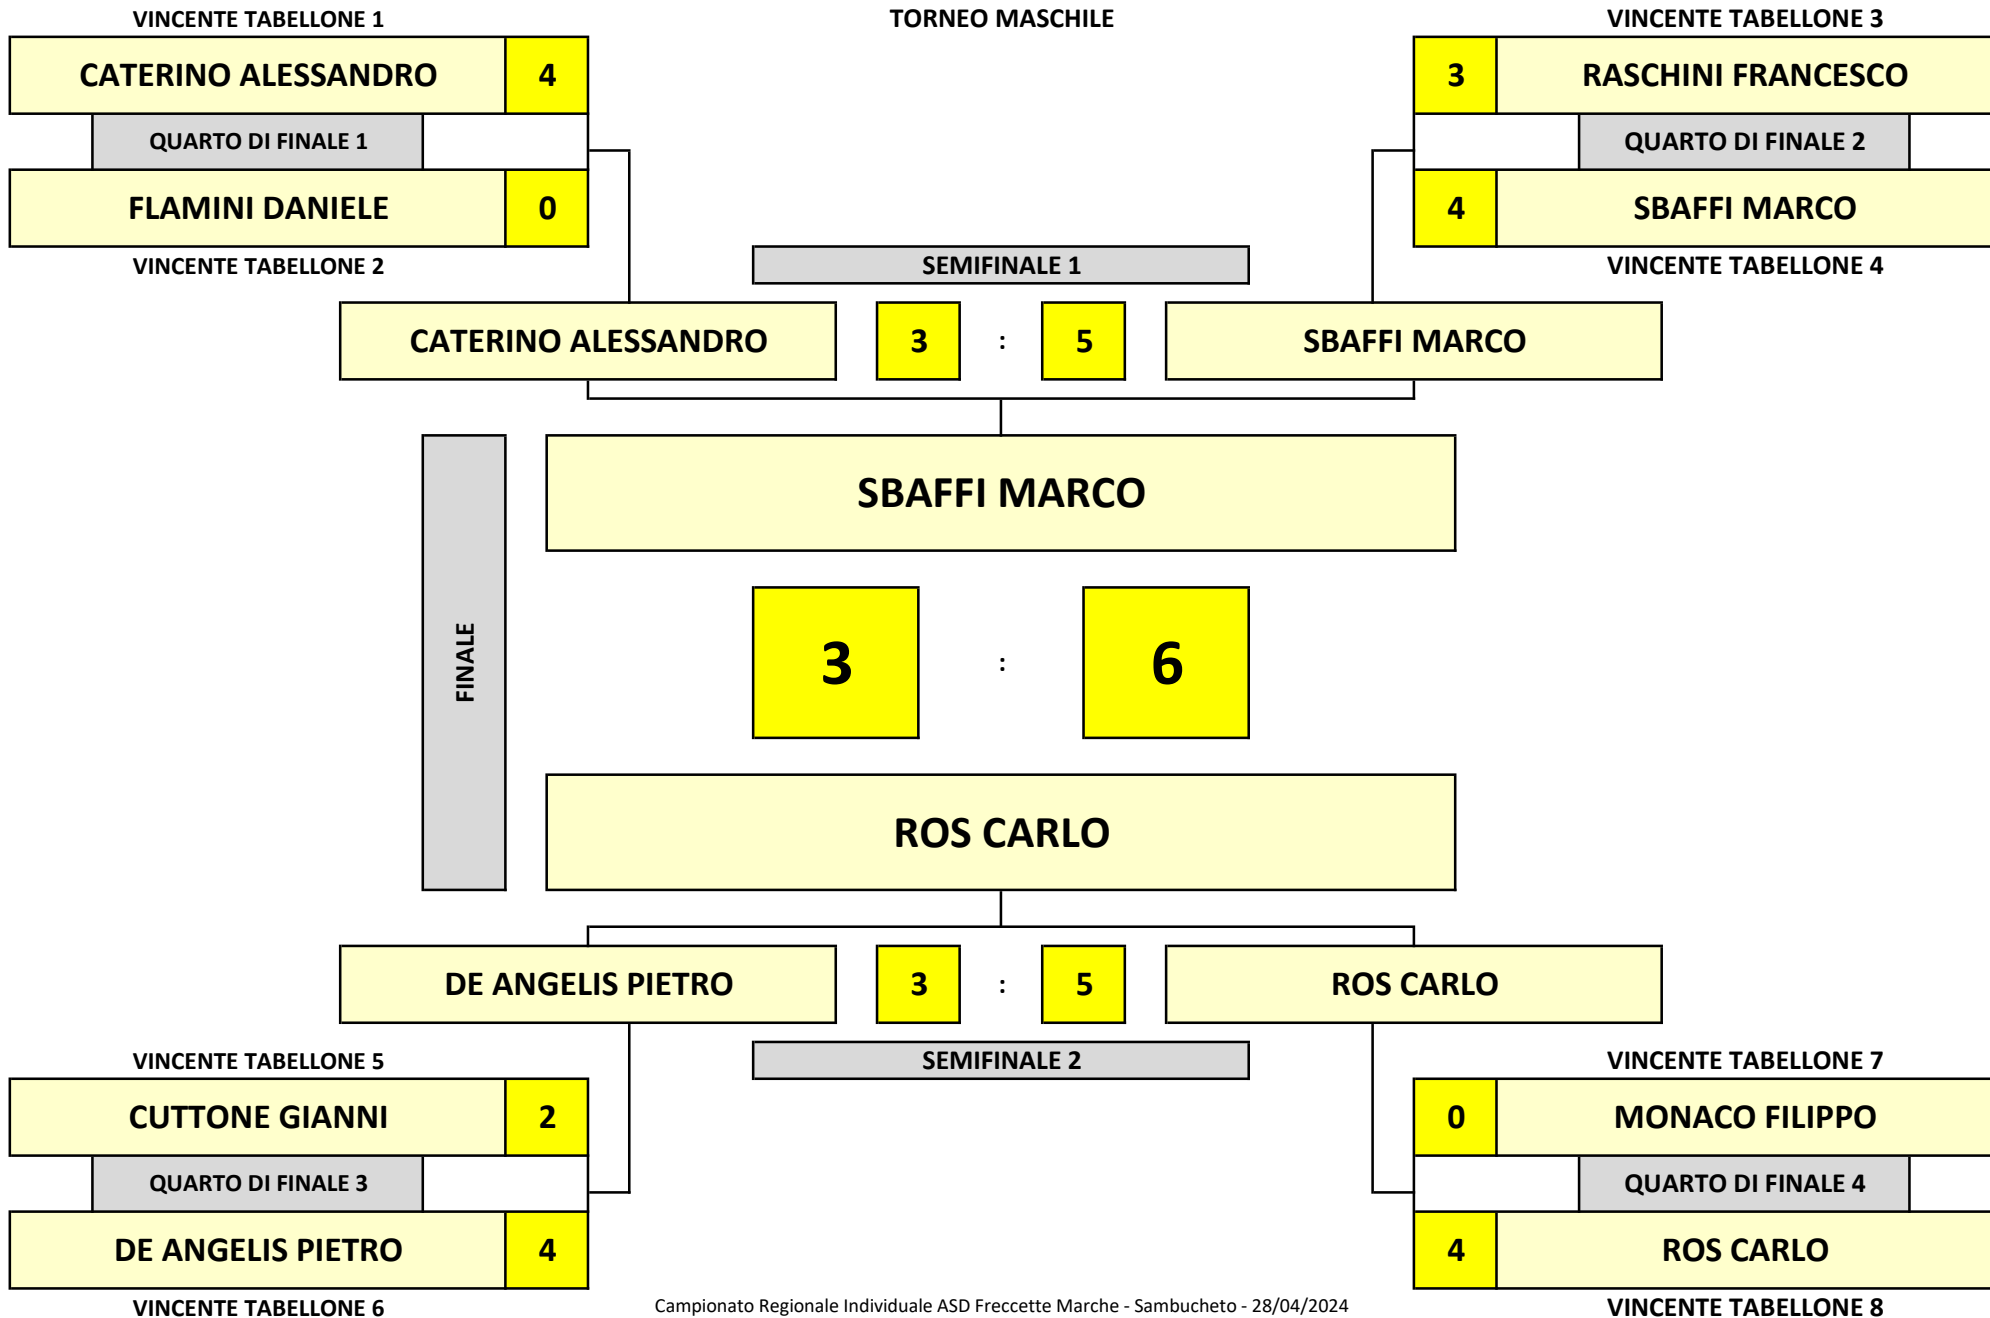 VINCENTE TABELLONE 1
TORNEO MASCHILE
VINCENTE TABELLONE 3
CATERINO ALESSANDRO 4
3 RASCHINI FRANCESCO
QUARTO DI FINALE 1
QUARTO DI FINALE 2
FLAMINI DANIELE 0
4 SBAFFI MARCO
VINCENTE TABELLONE 2
SEMIFINALE 1
VINCENTE TABELLONE 4
CATERINO ALESSANDRO 3 : 5 SBAFFI MARCO
SBAFFI MARCO
FINALE
3 : 6
ROS CARLO
DE ANGELIS PIETRO 3 : 5 ROS CARLO
VINCENTE TABELLONE 5
SEMIFINALE 2
VINCENTE TABELLONE 7
CUTTONE GIANNI 2
0 MONACO FILIPPO
QUARTO DI FINALE 3
QUARTO DI FINALE 4
DE ANGELIS PIETRO 4
4 ROS CARLO
VINCENTE TABELLONE 6
Campionato Regionale Individuale ASD Freccette Marche - Sambucheto - 28/04/2024
VINCENTE TABELLONE 8